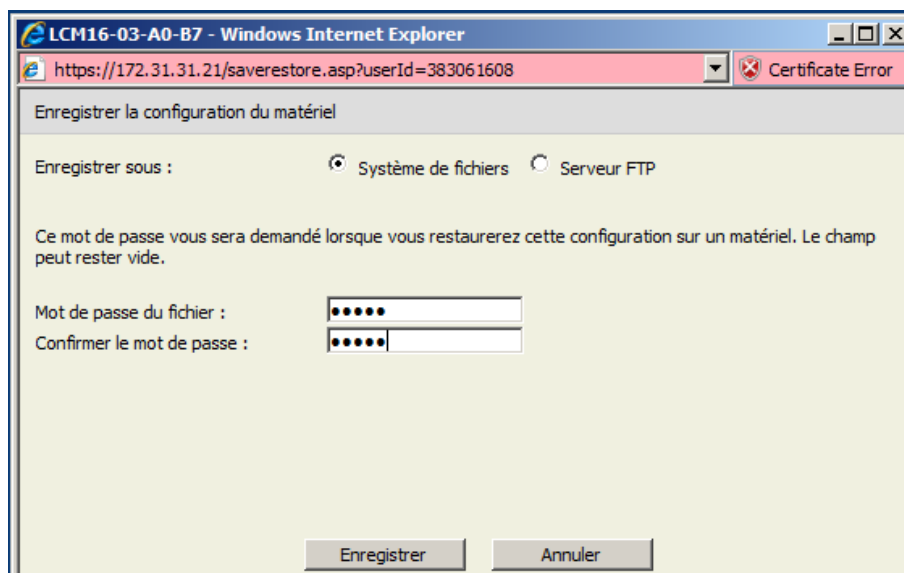 LCM16-03-A0-B7 - Windows Internet Explorer
https://172.31.31.21/saverestore.asp?userId=383061608 Certificate Error
Enregistrer la configuration du matériel
Enregistrer sous : Système de fichiers Serveur FTP
Ce mot de passe vous sera demandé lorsque vous restaurerez cette configuration sur un matériel. Le champ
peut rester vide.
Mot de passe du fichier : •••••
Confirmer le mot de passe : •••••
Enregistrer Annuler